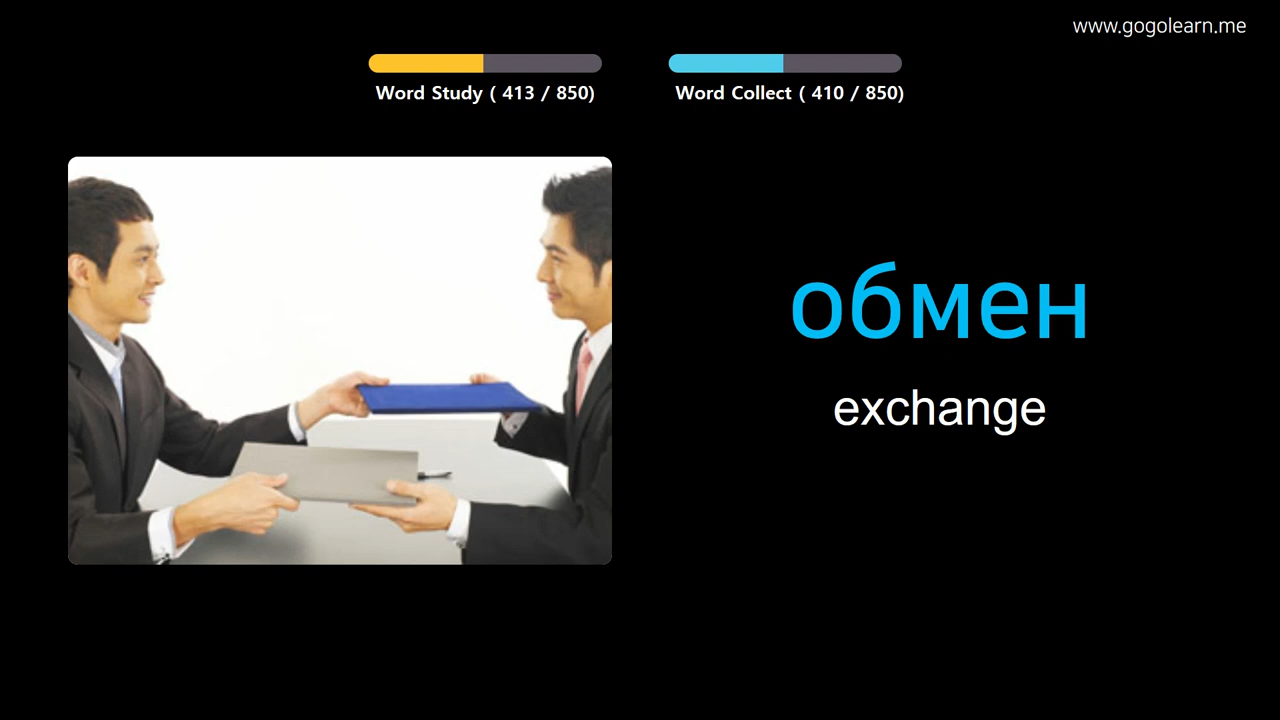 www.gogolearn.me
Word Study ( 413 / 850)
Word Collect ( 410 / 850)
обмен
exchange